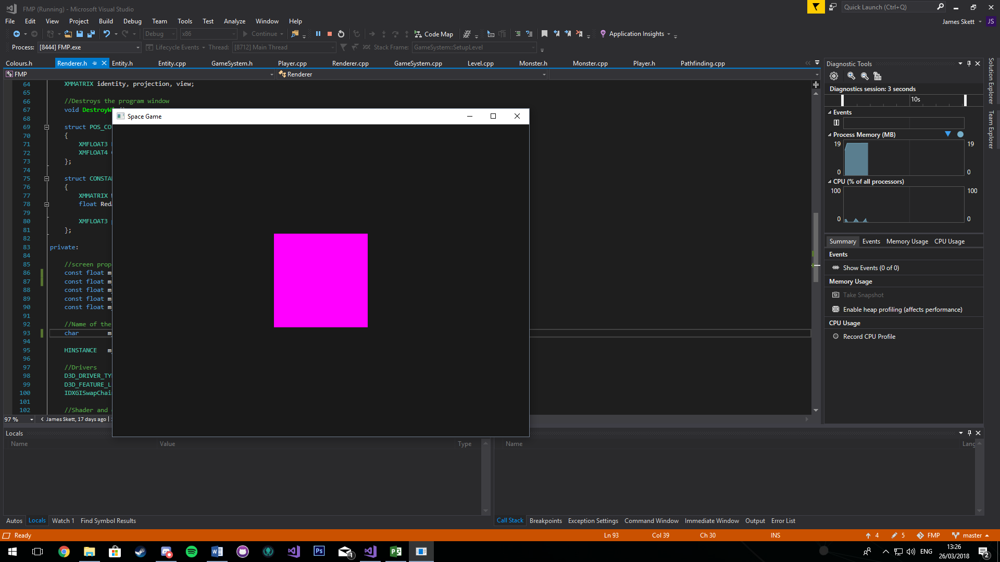 FMP (Running) - Microsoft Visual Studio
Quick Launch (Ctrl+Q)
File Edit View Project Build Debug Team Tools Test Analyze Window Help
James Skett JS
Debug x86 Continue Code Map Application Insights
Process: [8444] FMP.exe Lifecycle Events Thread: [8712] Main Thread Stack Frame: GameSystem::SetupLevel
Colours.h Renderer.h Entity.h Entity.cpp GameSystem.h Player.cpp Renderer.cpp GameSystem.cpp Level.cpp Monster.h Monster.cpp Player.h Pathfinding.cpp
FMP Renderer
64 XMMATRIX identity, projection, view;
65
66 //Destroys the program window
67 void DestroyWi
68
69 struct POS_CO
70 {
71 XMFLOAT3
72 XMFLOAT4
73 };
74
75 struct CONSTA
76 {
77 XMMATRIX
78 float Red
79
80 XMFLOAT3
81 };
82
83 private:
84
85 //screen prop
86 const float m
87 const float m
88 const float m
89 const float m
90 const float m
91
92 //Name of the
93 char m
94
95 HINSTANCE m
96
97 //Drivers
98 D3D_DRIVER_TY
99 D3D_FEATURE_L
100 IDXGISwapChai
101
102 //Shader and
97 % James Skett, 17 days ago |
Space Game
Diagnostic Tools
Diagnostics session: 3 seconds
10s
Events
Process Memory (MB)
19 19
0 0
CPU (% of all processors)
100 100
0 0
Summary Events Memory Usage CPU Usage
Events
Show Events (0 of 0)
Memory Usage
Take Snapshot
Enable heap profiling (affects performance)
CPU Usage
Record CPU Profile
Solution Explorer
Team Explorer
Locals
Name Value Type
Name Lang
Autos Locals Watch 1 Find Symbol Results
Call Stack Breakpoints Exception Settings Command Window Immediate Window Output Error List
Ready Ln 93 Col 39 Ch 30 INS 4 5 FMP master
Ps
1
ENG
13:26
26/03/2018
2